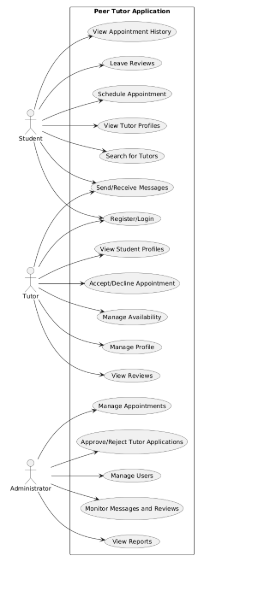 Peer Tutor Application
View Appointment History
Leave Reviews
Schedule Appointment
Student
View Tutor Profiles
Search for Tutors
Send/Receive Messages
Register/Login
View Student Profiles
Tutor
Accept/Decline Appointment
Manage Availability
Manage Profile
View Reviews
Manage Appointments
Approve/Reject Tutor Applications
Administrator
Manage Users
Monitor Messages and Reviews
View Reports